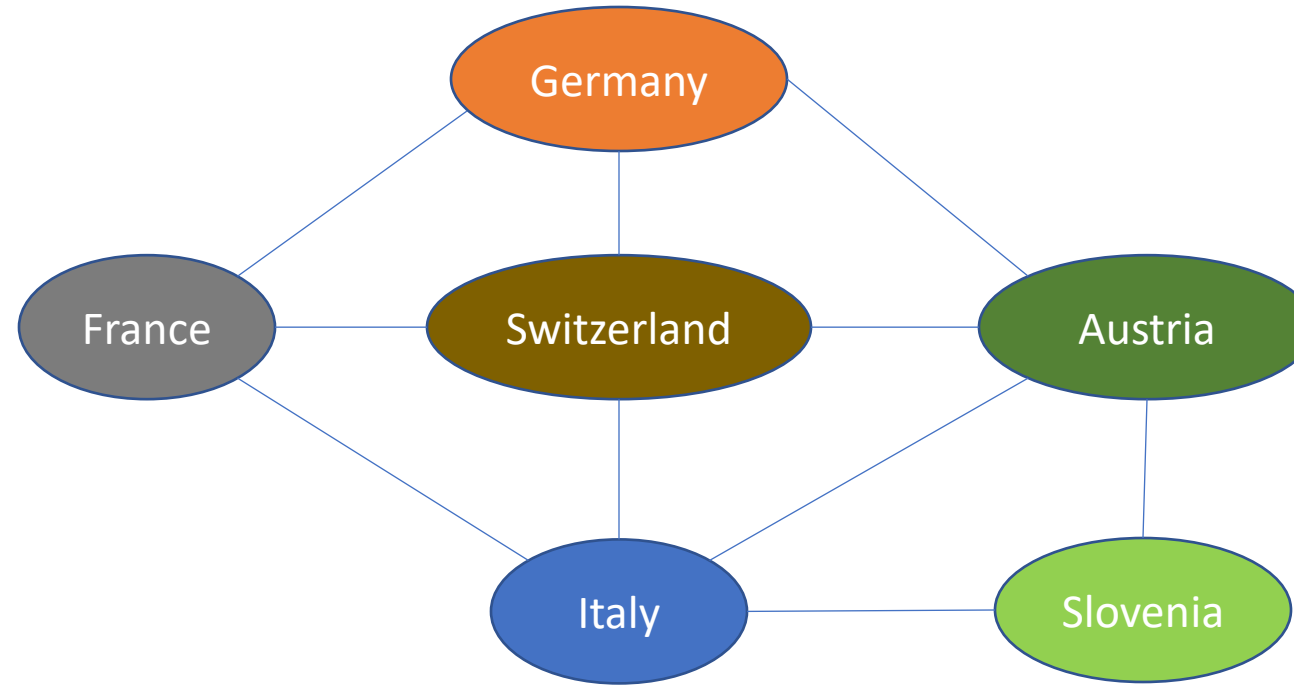 Germany
France
Switzerland
Austria
Italy
Slovenia